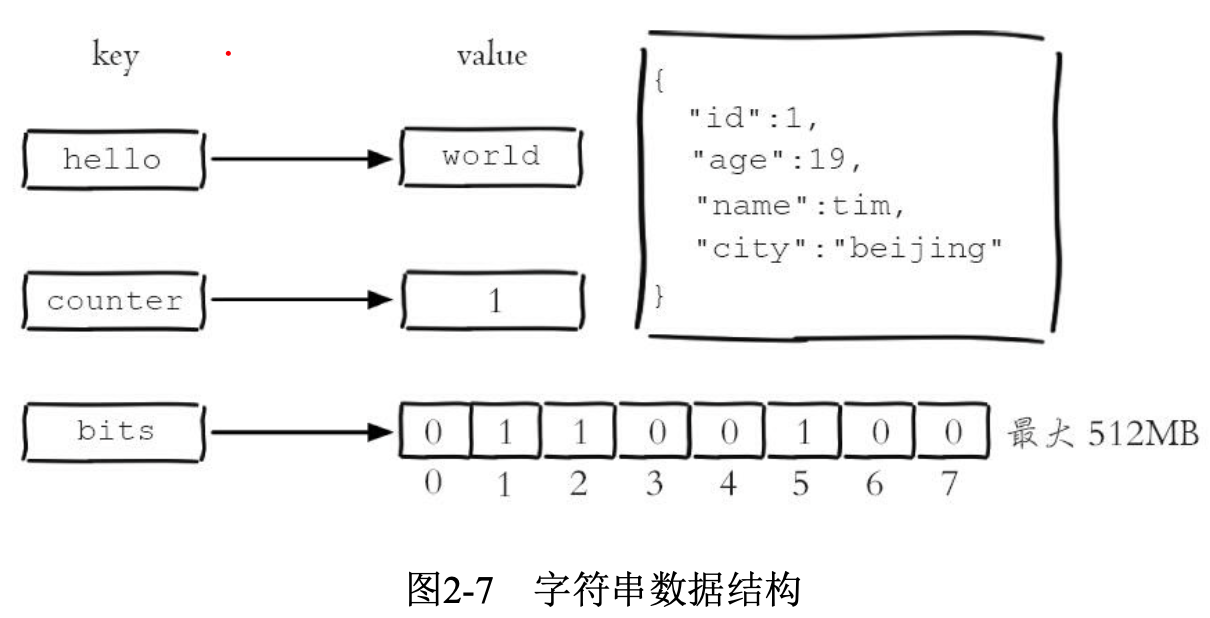 key value
hello world
counter 1
bits 0 1 1 0 0 1 0 0 最大 512MB
0 1 2 3 4 5 6 7
{
"id":1,
"age":19,
"name":tim,
"city":"beijing"
}
图2-7 字符串数据结构